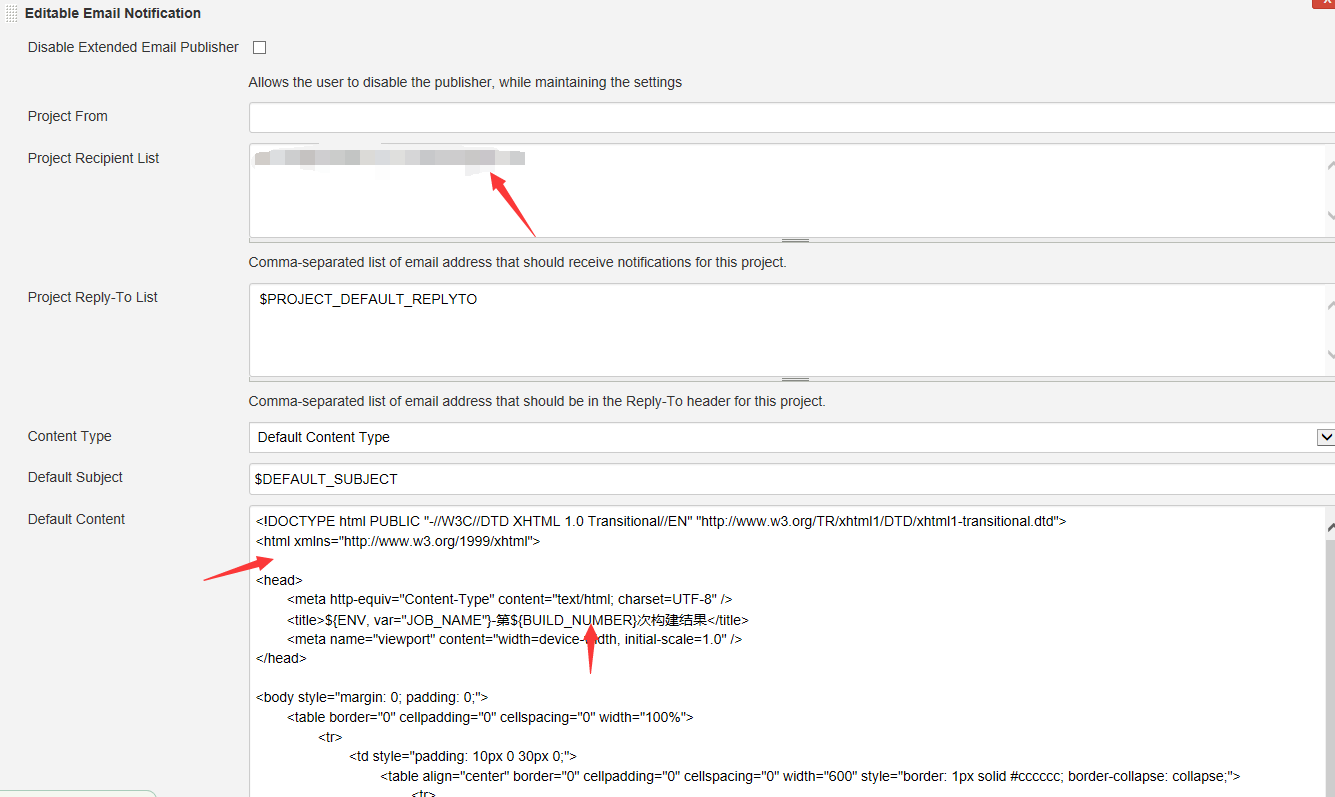 Editable Email Notification
Disable Extended Email Publisher
Allows the user to disable the publisher, while maintaining the settings
Project From
Project Recipient List
Comma-separated list of email address that should receive notifications for this project.
Project Reply-To List
$PROJECT_DEFAULT_REPLYTO
Comma-separated list of email address that should be in the Reply-To header for this project.
Content Type
Default Content Type
Default Subject
$DEFAULT_SUBJECT
Default Content
<!DOCTYPE html PUBLIC "-//W3C//DTD XHTML 1.0 Transitional//EN" "http://www.w3.org/TR/xhtml1/DTD/xhtml1-transitional.dtd">
<html xmlns="http://www.w3.org/1999/xhtml">
<head>
<meta http-equiv="Content-Type" content="text/html; charset=UTF-8" />
<title>${ENV, var="JOB_NAME"}-第${BUILD_NUMBER}次构建结果</title>
<meta name="viewport" content="width=device-width, initial-scale=1.0" />
</head>
<body style="margin: 0; padding: 0;">
<table border="0" cellpadding="0" cellspacing="0" width="100%">
<tr>
<td style="padding: 10px 0 30px 0;">
<table align="center" border="0" cellpadding="0" cellspacing="0" width="600" style="border: 1px solid #cccccc; border-collapse: collapse;">
<tr>